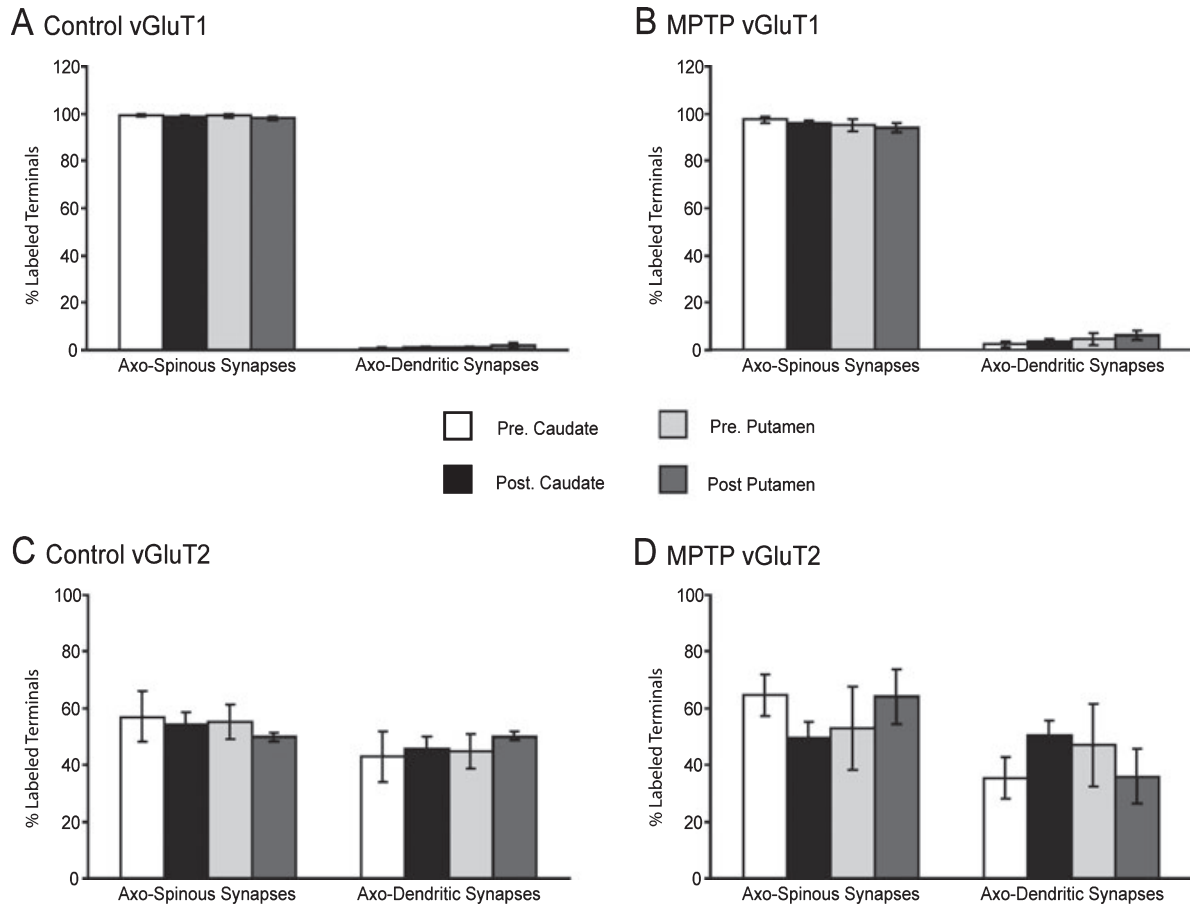 A Control vGluT1
120
100
80
60
40
20
0
% Labeled Terminals
Axo-Spinous Synapses
Axo-Dendritic Synapses
B MPTP vGluT1
120
100
80
60
40
20
0
% Labeled Terminals
Axo-Spinous Synapses
Axo-Dendritic Synapses
Pre. Caudate
Pre. Putamen
Post. Caudate
Post Putamen
C Control vGluT2
100
80
60
40
20
0
% Labeled Terminals
Axo-Spinous Synapses
Axo-Dendritic Synapses
D MPTP vGluT2
100
80
60
40
20
0
% Labeled Terminals
Axo-Spinous Synapses
Axo-Dendritic Synapses